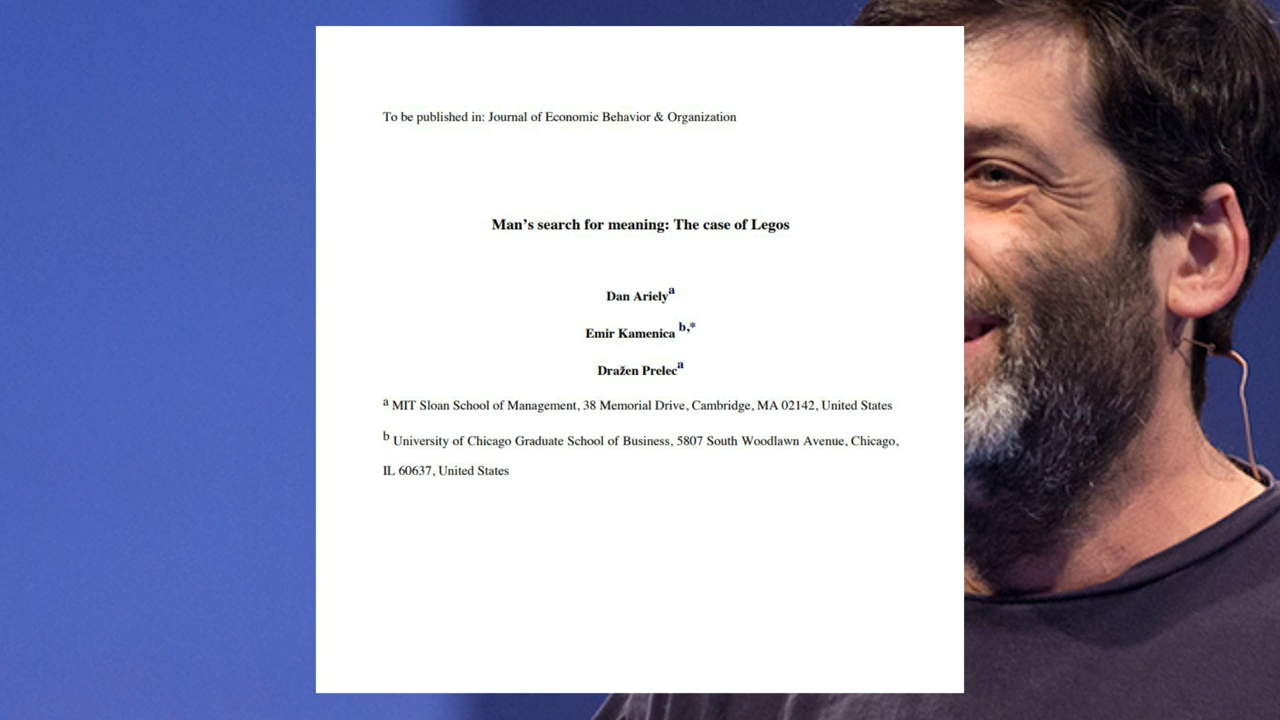 To be published in: Journal of Economic Behavior & Organization
Man’s search for meaning: The case of Legos
Dan Ariely a
Emir Kamenica b,*
Dražen Prelec a
a MIT Sloan School of Management, 38 Memorial Drive, Cambridge, MA 02142, United States
b University of Chicago Graduate School of Business, 5807 South Woodlawn Avenue, Chicago,
IL 60637, United States